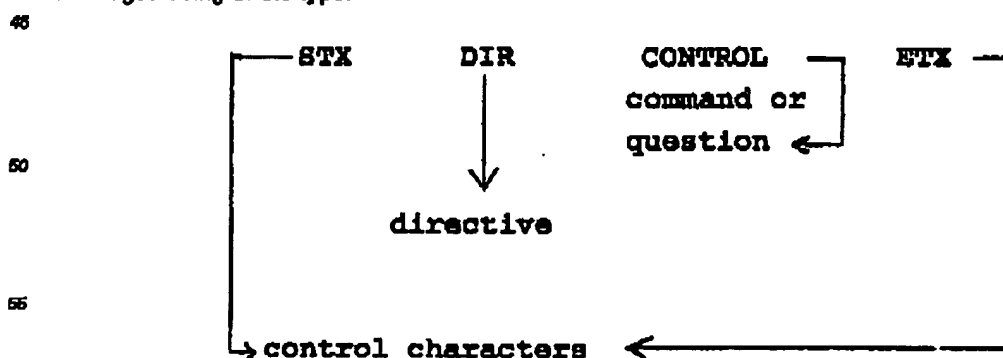 45
STX DIR CONTROL ETX
command or
question
50
directive
55
control characters